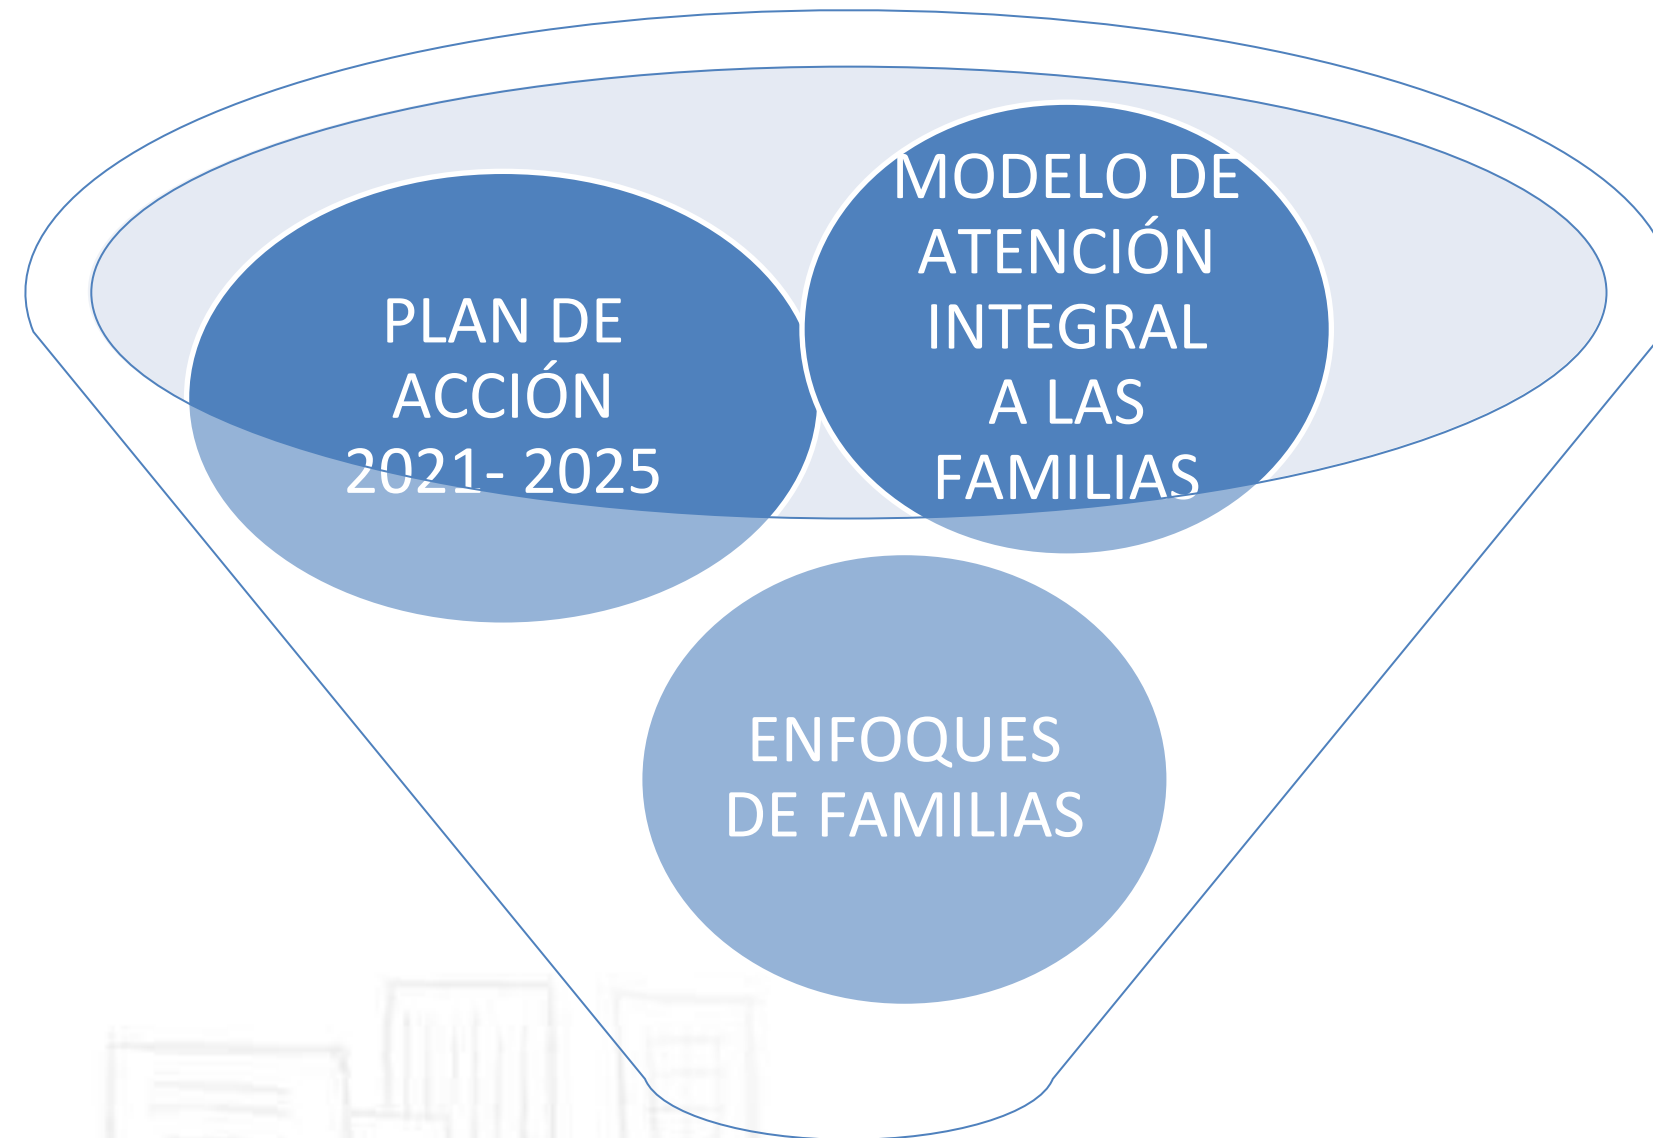 PLAN DE
ACCIÓN
2021- 2025
MODELO DE
ATENCIÓN
INTEGRAL
A LAS
FAMILIAS
ENFOQUES
DE FAMILIAS